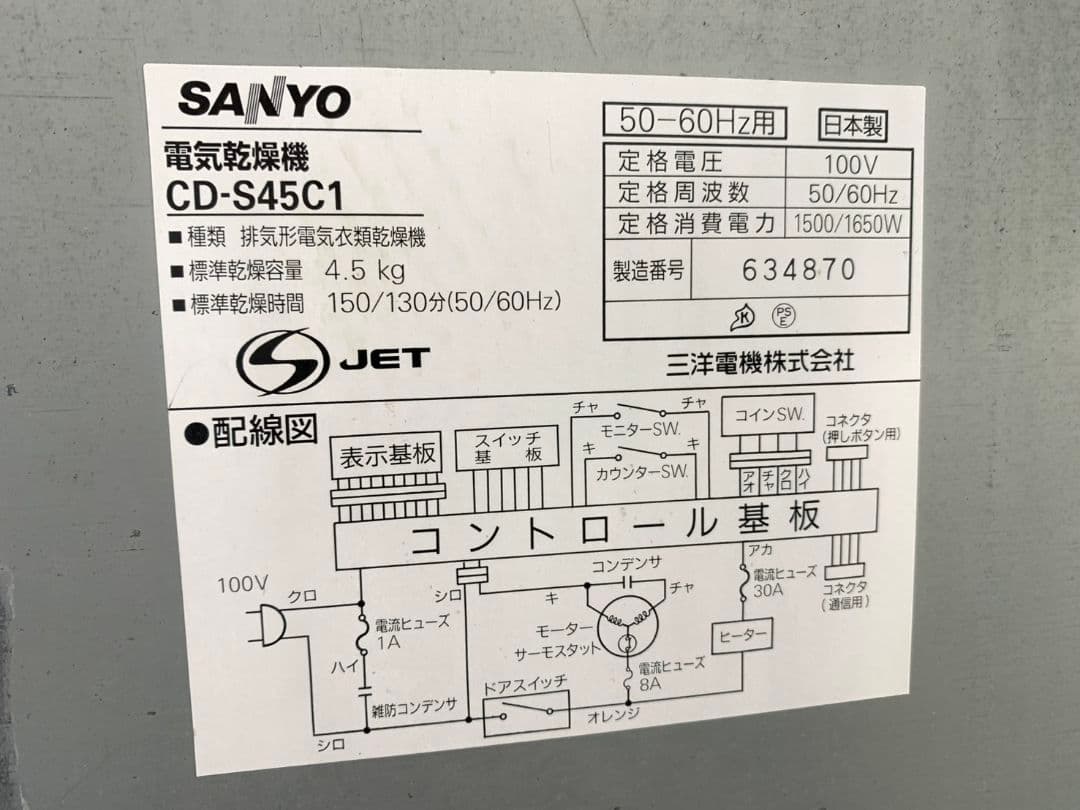 SANYO
電気乾燥機
CD-S45C1
■種類 排気形電気衣類乾燥機
■標準乾燥容量 4.5 kg
■標準乾燥時間 150/130分(50/60Hz)
JET
50-60Hz用 日本製
定格電圧 100V
定格周波数 50/60Hz
定格消費電力 1500/1650W
製造番号 634870
K PSE
三洋電機株式会社
●配線図
表示基板
スイッチ
基板
チャ チャ
モニターSW.
キ キ
カウンターSW.
コインSW.
アオ チャ クロ ハイ
コネクタ
(押しボタン用)
コントロール基板
100V
クロ
電流ヒューズ
1A
ハイ
雑防コンデンサ
シロ
シロ
キ
コンデンサ
チャ
モーター
サーモスタット
電流ヒューズ
8A
ドアスイッチ
オレンジ
アカ
電流ヒューズ
30A
ヒーター
コネクタ
(通信用)